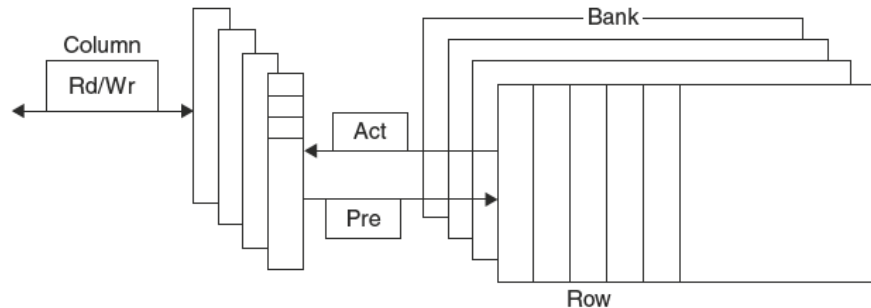 Column
Rd/Wr
Bank
Act
Pre
Row